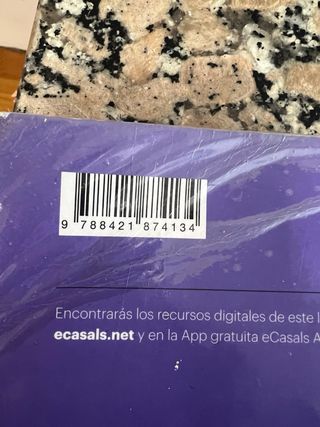 9 788421 874134
Encontrarás los recursos digitales de este
ecasals.net y en la App gratuita eCasals